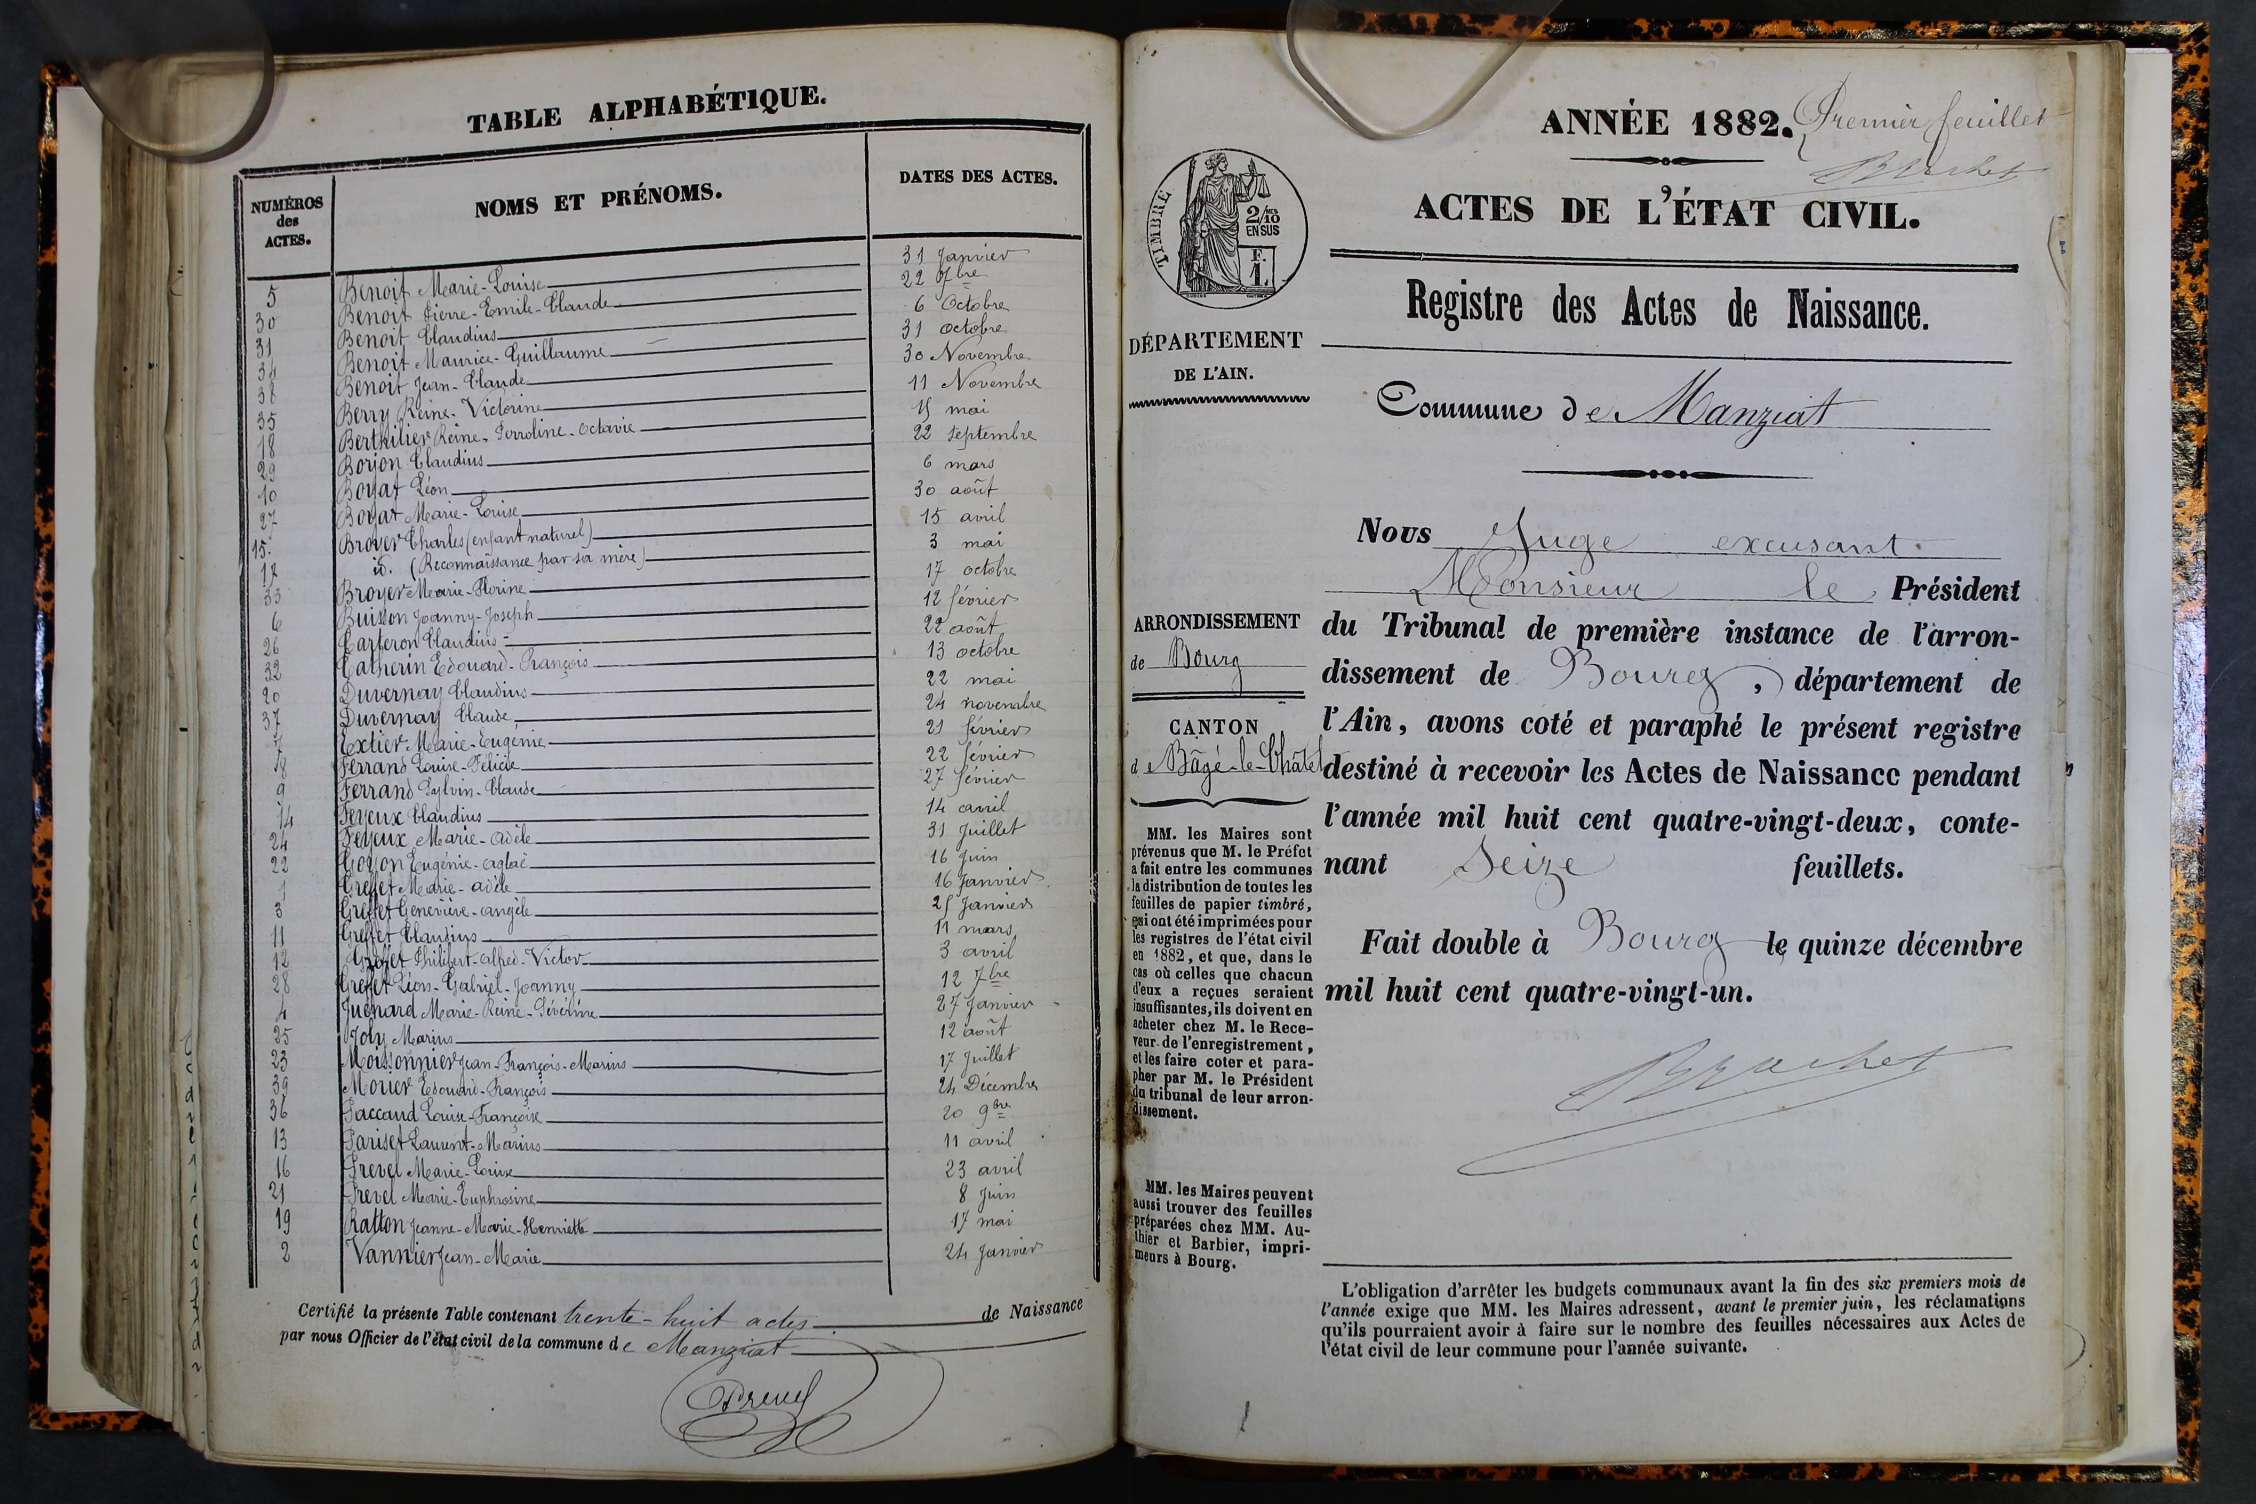 TABLE ALPHABÉTIQUE.
NUMÉROS des ACTES. NOMS ET PRÉNOMS. DATES DES ACTES.
5 Benoit Marie-Louise 31 Janvier
30 Benoit Pierre-Emile-Claude 22 7bre
31 Benoit Claudius 6 Octobre
34 Benoit Maurice-Guillaume 31 octobre
38 Benoit Jean-Claude 30 Novembre
35 Berry Reine-Victorine 11 Novembre
18 Berthilier Reine-Perroline-Octavie 15 mai
29 Borjon Claudius 22 septembre
10 Boyat Léon 6 mars
27 Boyat Marie-Louise 30 août
15. Broyer Charles (enfant naturel) 15 avril
17 id. (Reconnaissance par sa mère) 3 mai
33 Broyer Marie-Florine 17 octobre
6 Buisson Joanny-Joseph 12 février
26 Carteron Claudius 22 août
32 Catherin Edouard-François 13 octobre
20 Duvernay Claudius 22 mai
37 Duvernay Claude 24 novembre
7 Extier Marie-Eugénie 21 février
8 Ferrand Louise-Félicie 22 février
9 Ferrand Sylvin-Claude 27 février
14 Feyeux Claudius 14 avril
24 Feyeux Marie-Adèle 31 Juillet
22 Goyon Eugénie-Aglaé 16 Juin
1 Greffet Marie-Adèle 16 Janvier
3 Greffet Geneviève-Angèle 25 Janvier
11 Greffet Claudius 11 mars
12 Greffet Philibert-Alfred-Victor 3 avril
28 Greffet Léon-Gabriel-Joanny 12 7bre
4 Juénard Marie-Reine-Séverine 27 Janvier
25 Joly Marius 12 août
23 Moissonnier Jean-François-Marius 17 Juillet
39 Morier Edouard-François 24 Décembre
36 Paccaud Louise-Françoise 20 9bre
13 Pariset Laurent-Marius 11 avril
16 Prevel Marie-Louise 23 avril
21 Prevel Marie-Euphrosine 8 Juin
19 Ratton Jeanne-Marie-Henriette 17 mai
2 Vannier Jean-Marie 24 Janvier
Certifié la présente Table contenant trente-huit actes de Naissance
par nous Officier de l'état civil de la commune de Manziat
ANNÉE 1882. Premier feuillet
Brachet
ACTES DE L'ÉTAT CIVIL.
Registre des Actes de Naissance.
Commune de Manziat
TIMBRE
2/10
EN SUS
F.
1.
DÉPARTEMENT
DE L'AIN.
ARRONDISSEMENT
de Bourg
CANTON
de Bâgé-le-Châtel
MM. les Maires sont
prévenus que M. le Préfet
a fait entre les communes
la distribution de toutes les
feuilles de papier timbré,
qui ont été imprimées pour
les registres de l'état civil
en 1882, et que, dans le
cas où celles que chacun
d'eux a reçues seraient
insuffisantes, ils doivent en
acheter chez M. le Rece-
veur de l'enregistrement,
et les faire coter et para-
pher par M. le Président
du tribunal de leur arron-
dissement.
MM. les Maires peuvent
aussi trouver des feuilles
préparées chez MM. Au-
thier et Barbier, impri-
meurs à Bourg.
Nous Juge excusant
Monsieur le Président
du Tribunal de première instance de l'arron-
dissement de Bourg, département de
l'Ain, avons coté et paraphé le présent registre
destiné à recevoir les Actes de Naissance pendant
l'année mil huit cent quatre-vingt-deux, conte-
nant Seize feuillets.
Fait double à Bourg le quinze décembre
mil huit cent quatre-vingt-un.
Brachet
L'obligation d'arrêter les budgets communaux avant la fin des six premiers mois de
l'année exige que MM. les Maires adressent, avant le premier juin, les réclamations
qu'ils pourraient avoir à faire sur le nombre des feuilles nécessaires aux Actes de
l'état civil de leur commune pour l'année suivante.